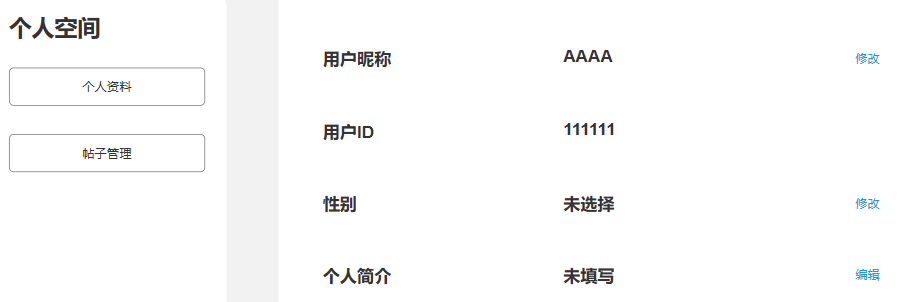 个人空间
个人资料
帖子管理
用户昵称 AAAA 修改
用户ID 111111
性别 未选择 修改
个人简介 未填写 编辑